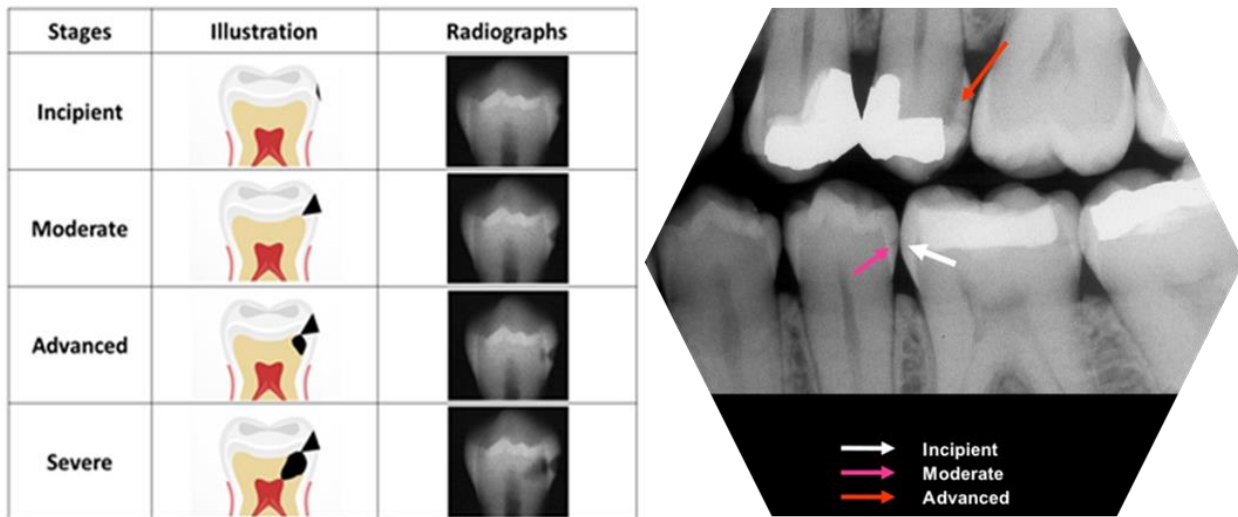 Stages Illustration Radiographs
Incipient
Moderate
Advanced
Severe
Incipient
Moderate
Advanced